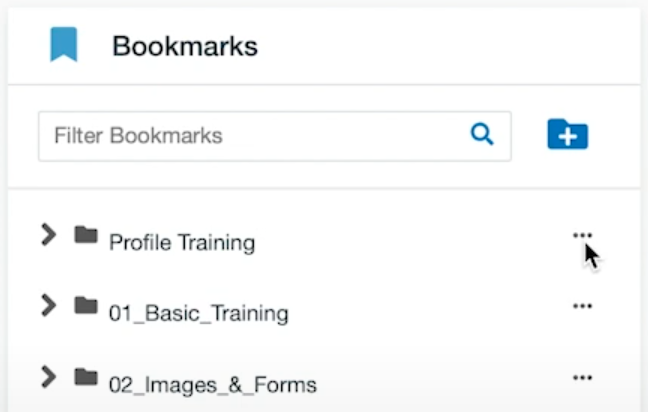 Bookmarks
Filter Bookmarks
Profile Training
01_Basic_Training
02_Images_&_Forms